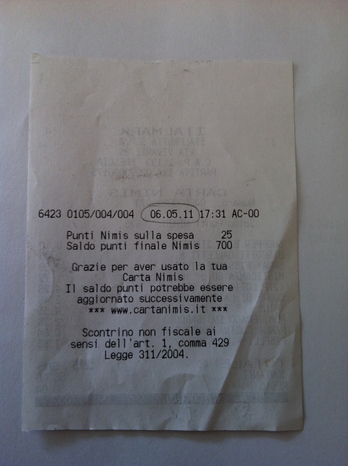 6423 0105/004/004 06.05.11 17:31 AC-00
Punti Nimis sulla spesa 25
Saldo punti finale Nimis 700
Grazie per aver usato la tua
Carta Nimis
Il saldo punti potrebbe essere
aggiornato successivamente
*** www.cartanimis.it ***
Scontrino non fiscale ai
sensi dell'art. 1, comma 429
Legge 311/2004.